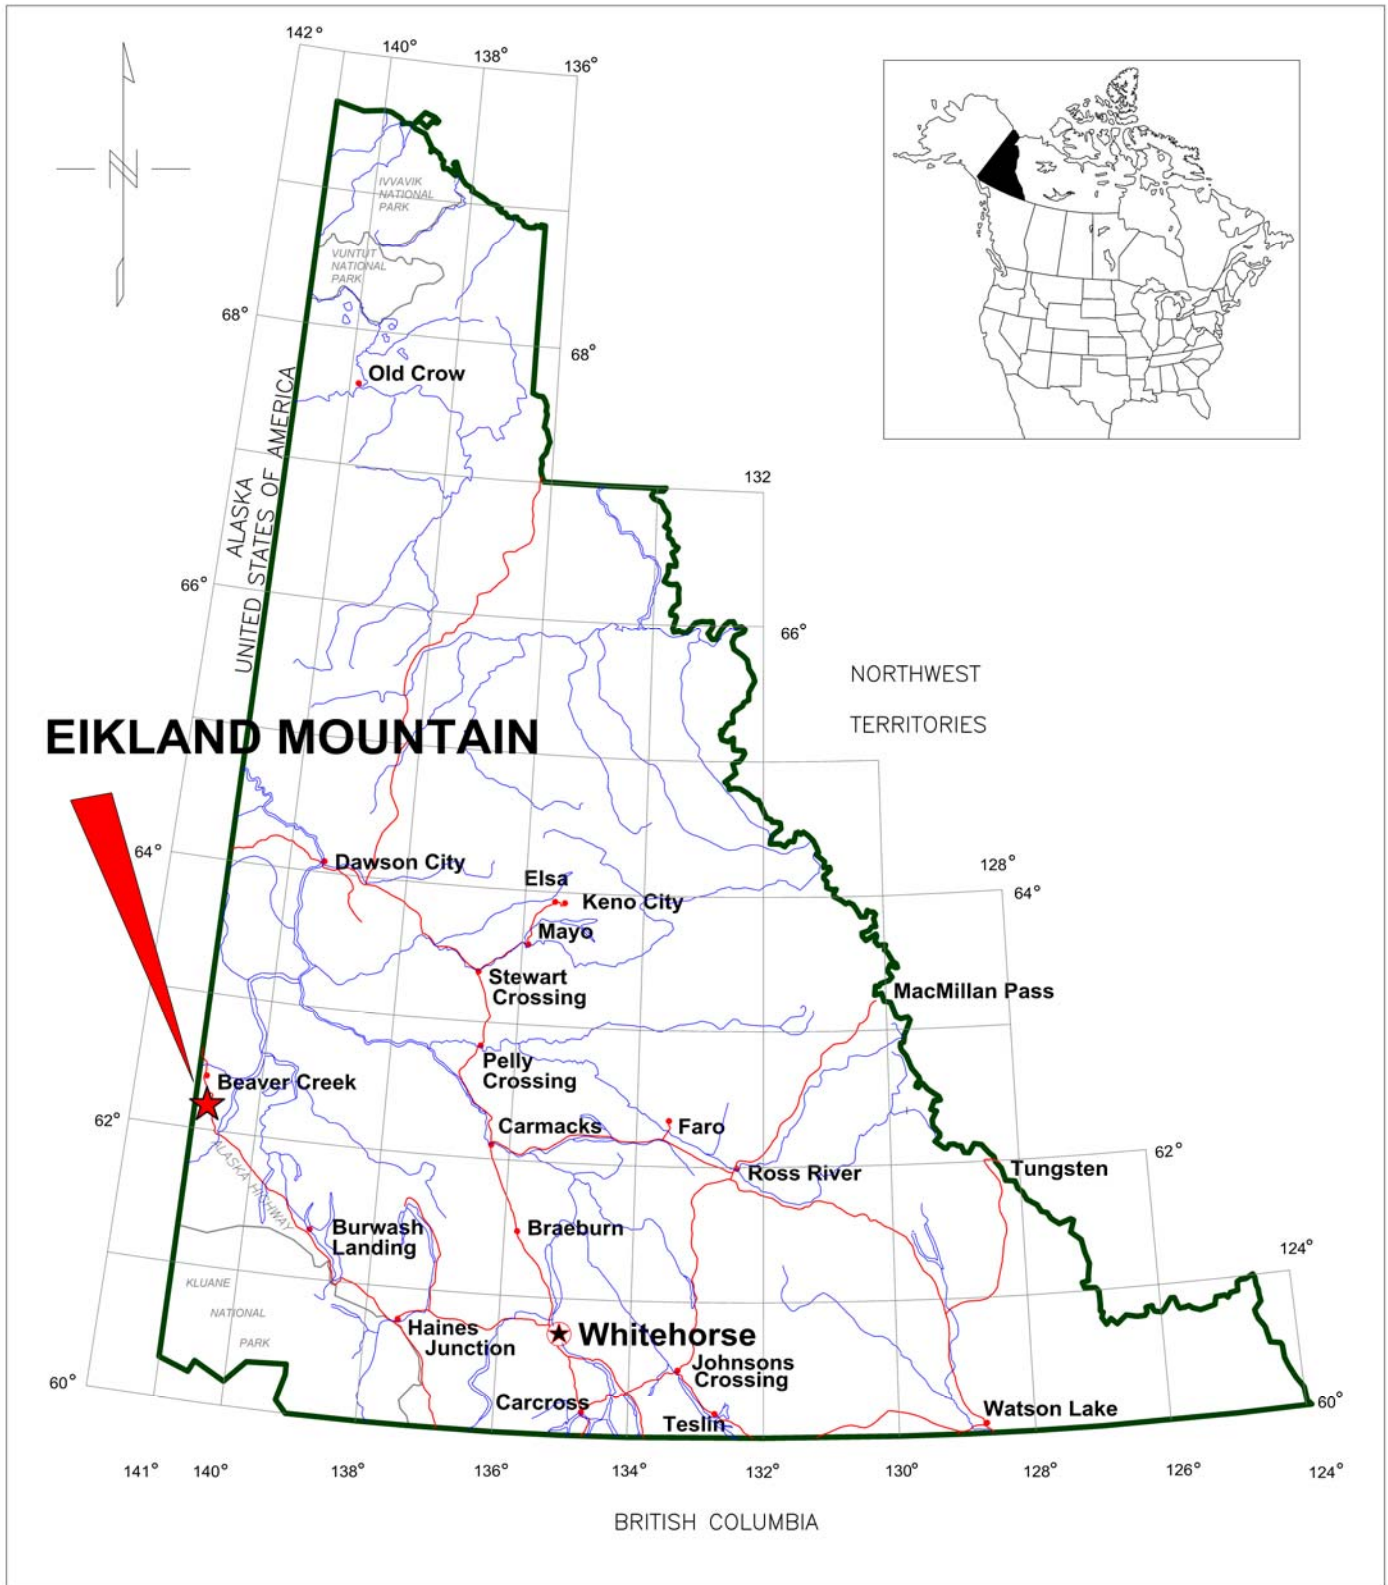 142°
140°
138°
136°
N
IVVAVIK
NATIONAL
PARK
VUNTUT
NATIONAL
PARK
68°
68°
Old Crow
ALASKA
UNITED STATES OF AMERICA
132
66°
66°
NORTHWEST
TERRITORIES
EIKLAND MOUNTAIN
64°
Dawson City
Elsa
Keno City
Mayo
128°
64°
Stewart
Crossing
MacMillan Pass
Pelly
Crossing
Beaver Creek
62°
Carmacks
Faro
62°
Ross River
Tungsten
ALASKA HIGHWAY
Burwash
Landing
Braeburn
124°
KLUANE
NATIONAL
PARK
Haines
Junction
Whitehorse
Johnsons
Crossing
60°
Carcross
Teslin
Watson Lake
60°
141°
140°
138°
136°
134°
132°
130°
128°
126°
124°
BRITISH COLUMBIA